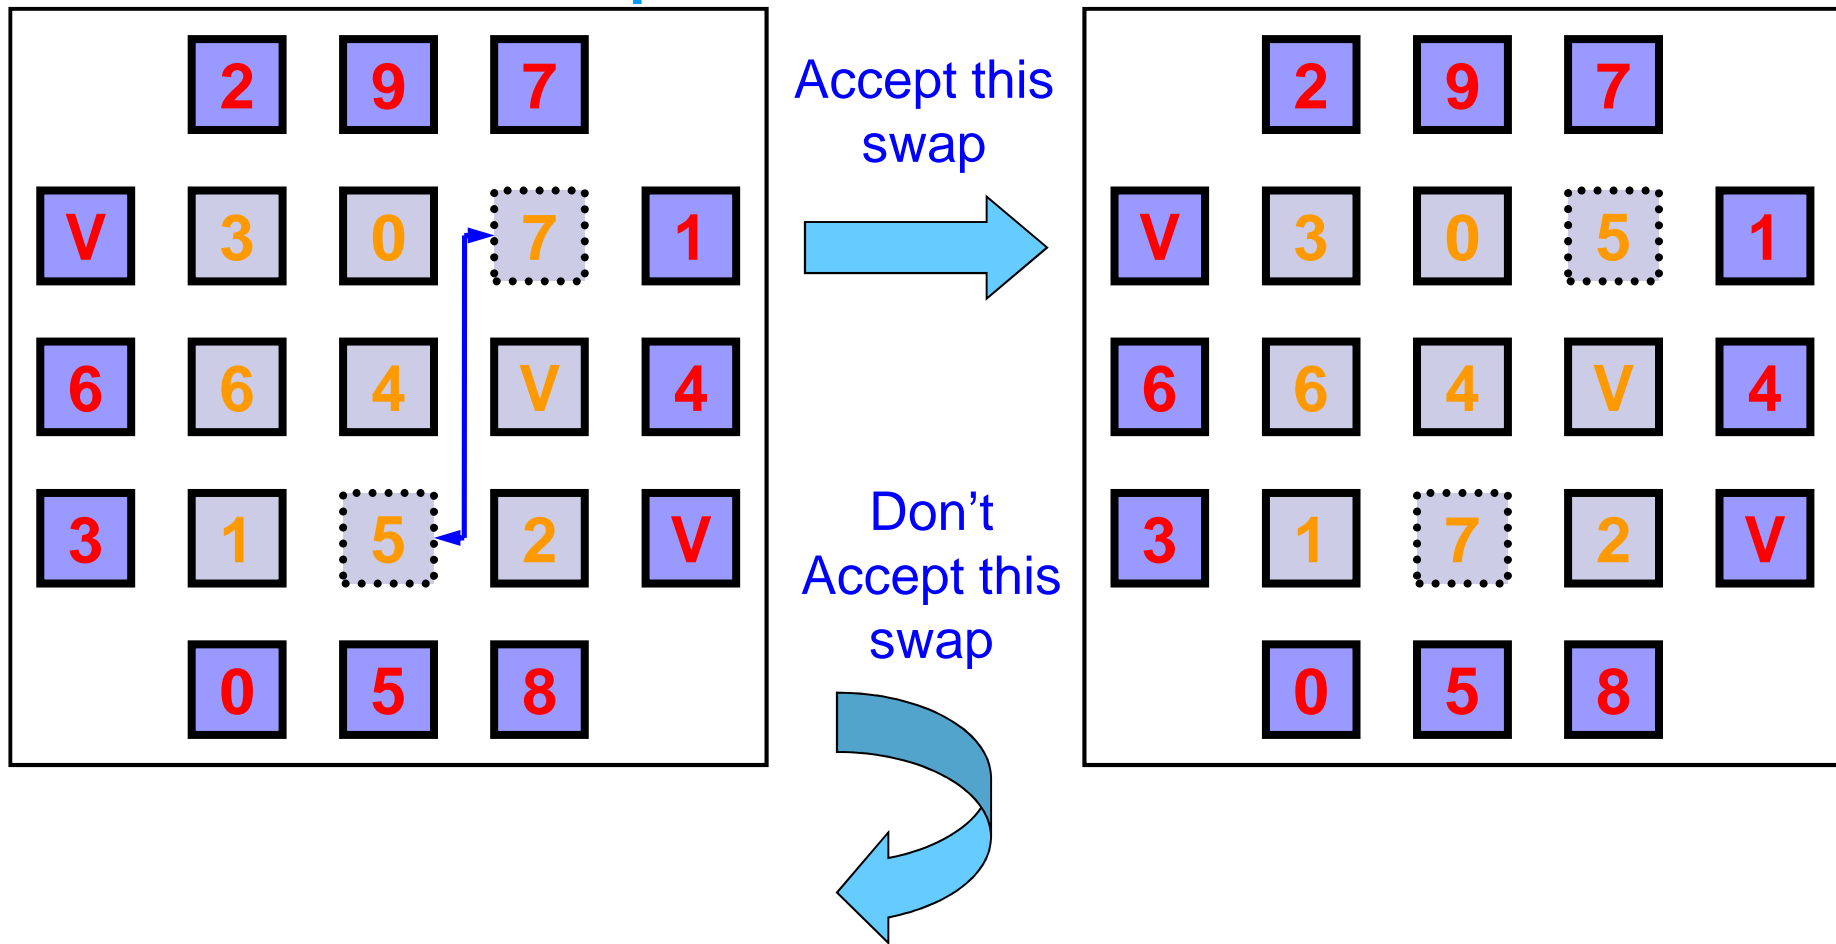 2 9 7
V 3 0 7 1
6 6 4 V 4
3 1 5 2 V
0 5 8
Accept this
swap
Don't
Accept this
swap
2 9 7
V 3 0 5 1
6 6 4 V 4
3 1 7 2 V
0 5 8